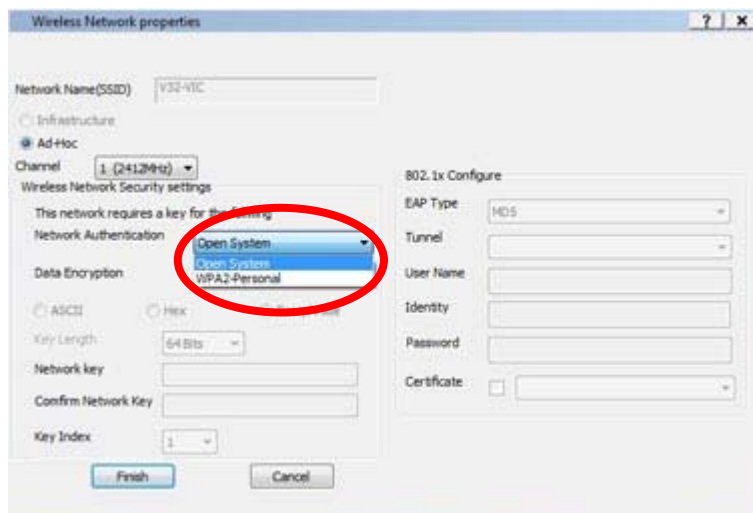 Wireless Network properties
? X
Network Name(SSID) V32-VIC
Infrastructure
Ad-Hoc
Channel 1 (2412MHz)
Wireless Network Security settings
This network requires a key for the
Network Authentication Open System
Open System
WPA2-Personal
Data Encryption
ASCII Hex
Key Length 64 Bits
Network key
Comfirm Network Key
Key Index 1
Finish Cancel
802.1x Configure
EAP Type MD5
Tunnel
User Name
Identity
Password
Certificate